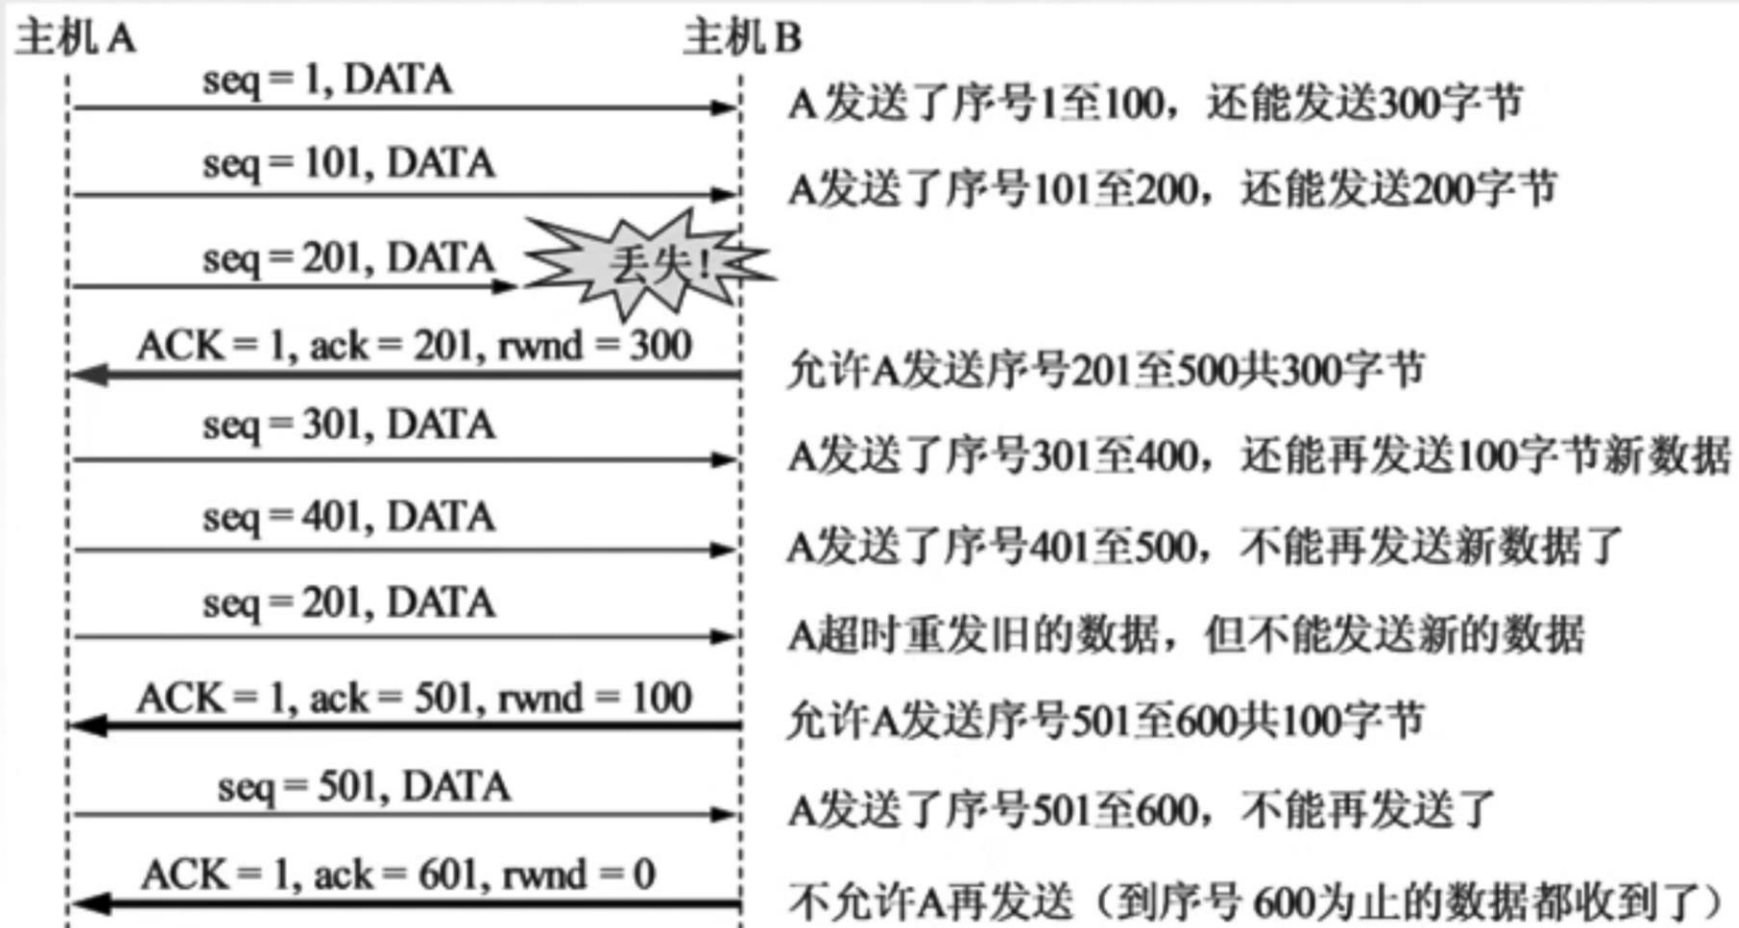 主机A 主机B
seq = 1, DATA
A发送了序号1至100，还能发送300字节
seq = 101, DATA
A发送了序号101至200，还能发送200字节
seq = 201, DATA
丢失!
ACK = 1, ack = 201, rwnd = 300
允许A发送序号201至500共300字节
seq = 301, DATA
A发送了序号301至400，还能再发送100字节新数据
seq = 401, DATA
A发送了序号401至500，不能再发送新数据了
seq = 201, DATA
A超时重发旧的数据，但不能发送新的数据
ACK = 1, ack = 501, rwnd = 100
允许A发送序号501至600共100字节
seq = 501, DATA
A发送了序号501至600，不能再发送了
ACK = 1, ack = 601, rwnd = 0
不允许A再发送（到序号 600为止的数据都收到了）